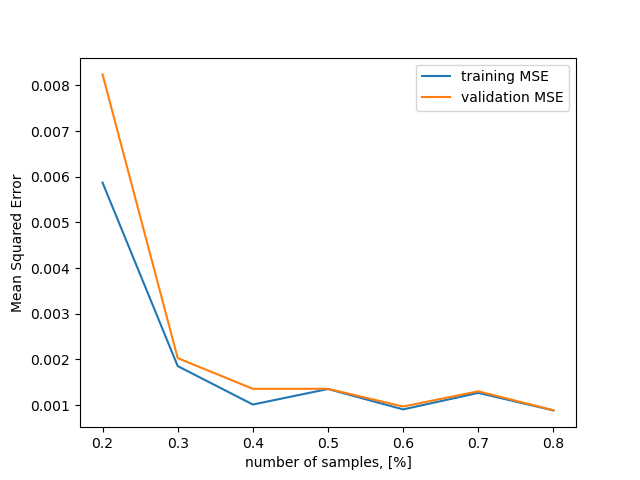 training MSE
validation MSE
0.008
0.007
0.006
0.005
0.004
0.003
0.002
0.001
Mean Squared Error
0.2 0.3 0.4 0.5 0.6 0.7 0.8
number of samples, [%]